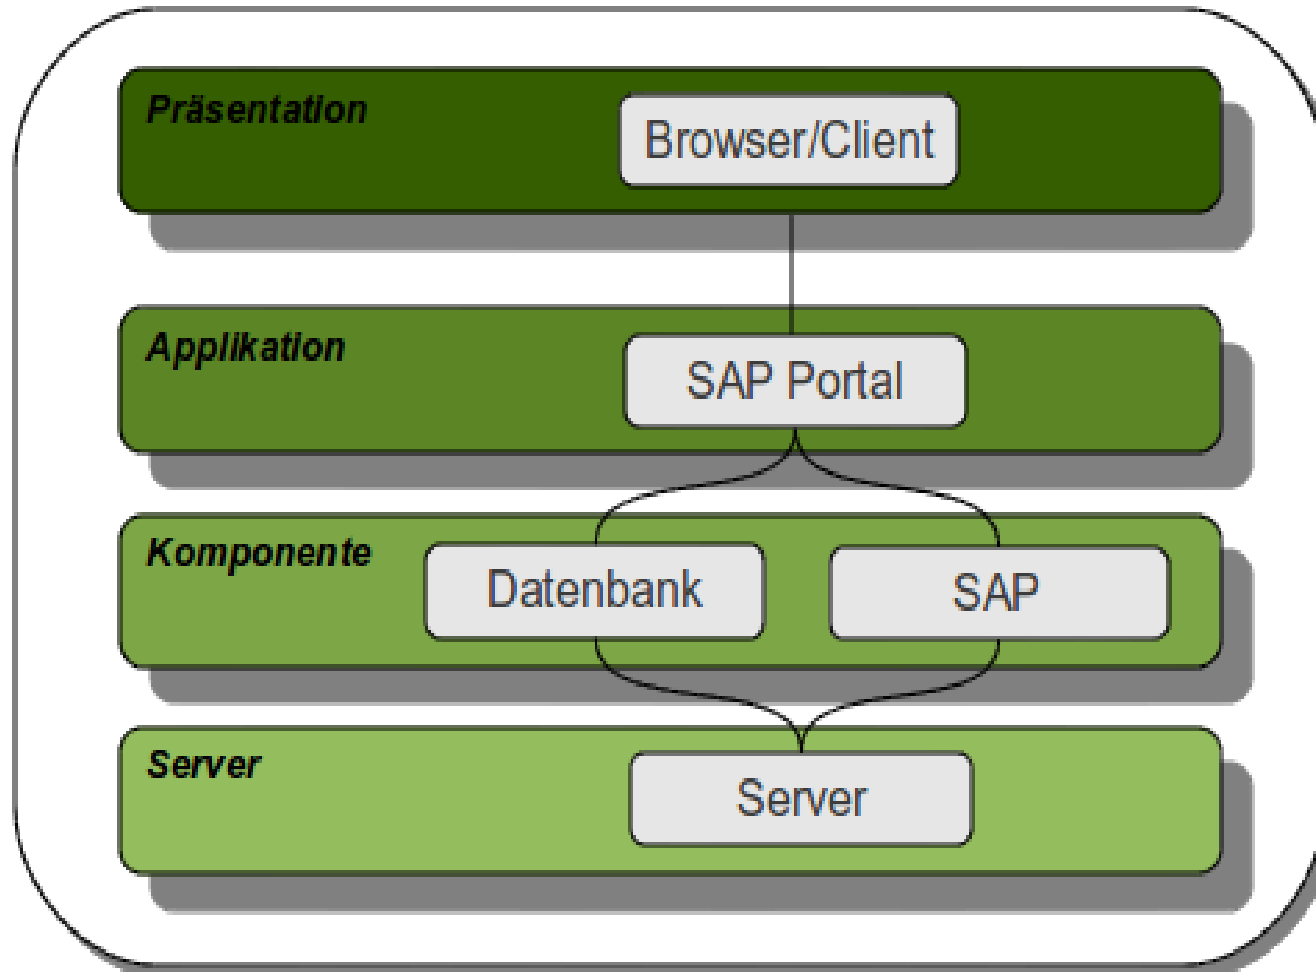 Präsentation
Browser/Client
Applikation
SAP Portal
Komponente
Datenbank
SAP
Server
Server